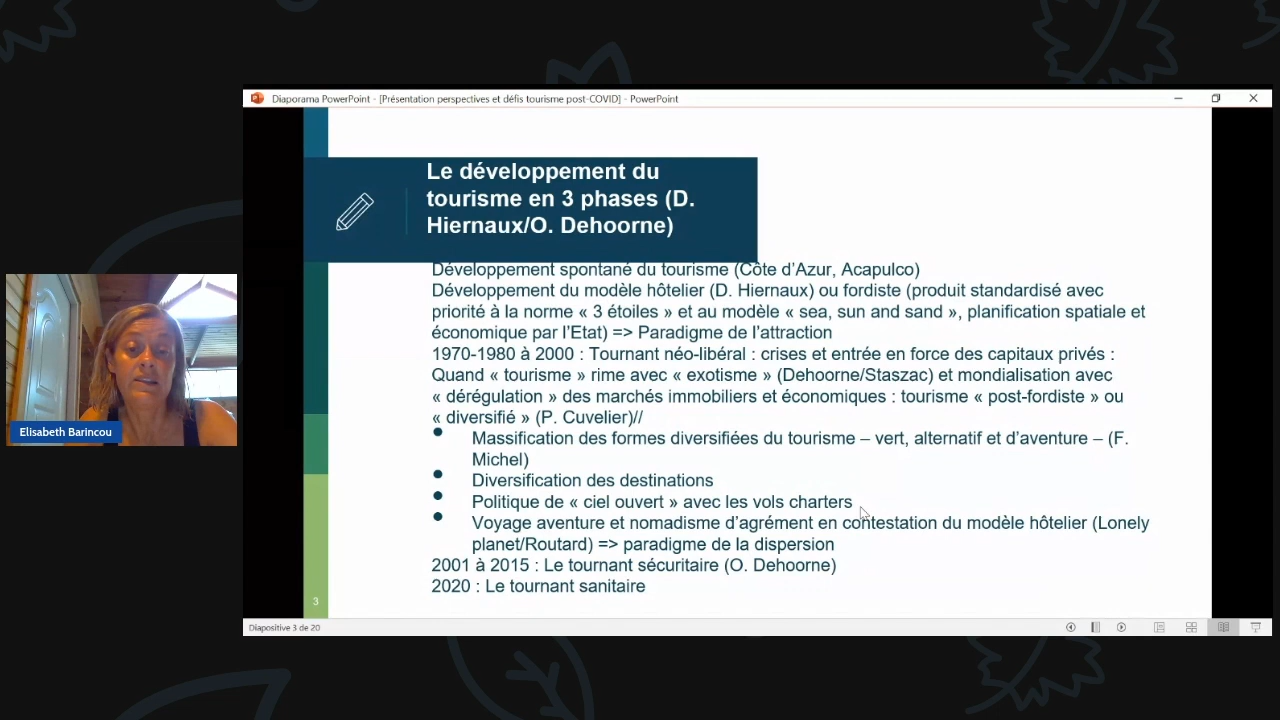 Diaporama PowerPoint - [Présentation perspectives et défis tourisme post-COVID] - PowerPoint
Le développement du
tourisme en 3 phases (D.
Hiernaux/O. Dehoorne)
Développement spontané du tourisme (Côte d'Azur, Acapulco)
Développement du modèle hôtelier (D. Hiernaux) ou fordiste (produit standardisé avec
priorité à la norme « 3 étoiles » et au modèle « sea, sun and sand », planification spatiale et
économique par l'Etat) => Paradigme de l'attraction
1970-1980 à 2000 : Tournant néo-libéral : crises et entrée en force des capitaux privés :
Quand « tourisme » rime avec « exotisme » (Dehoorne/Staszac) et mondialisation avec
« dérégulation » des marchés immobiliers et économiques : tourisme « post-fordiste » ou
« diversifié » (P. Cuvelier)//
• Massification des formes diversifiées du tourisme – vert, alternatif et d'aventure – (F.
Michel)
• Diversification des destinations
• Politique de « ciel ouvert » avec les vols charters
• Voyage aventure et nomadisme d'agrément en contestation du modèle hôtelier (Lonely
planet/Routard) => paradigme de la dispersion
2001 à 2015 : Le tournant sécuritaire (O. Dehoorne)
2020 : Le tournant sanitaire
3
Diapositive 3 de 20
Elisabeth Barincou